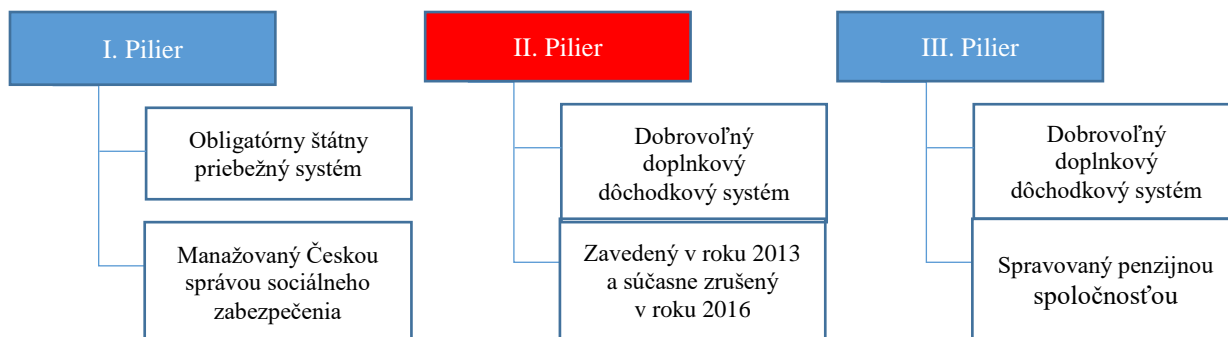 I. Pilier
Obligatórny štátny
priebežný systém
Manažovaný Českou
správou sociálneho
zabezpečenia
II. Pilier
Dobrovoľný
doplnkový
dôchodkový systém
Zavedený v roku 2013
a súčasne zrušený
v roku 2016
III. Pilier
Dobrovoľný
doplnkový
dôchodkový systém
Spravovaný penzijnou
spoločnosťou